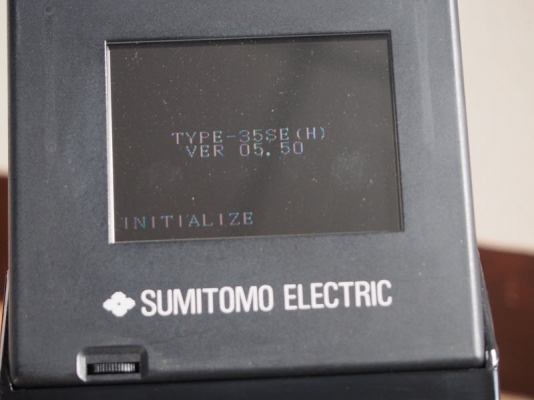 TYPE-35SE(H)
VER 05.50
INITIALIZE
SUMITOMO ELECTRIC